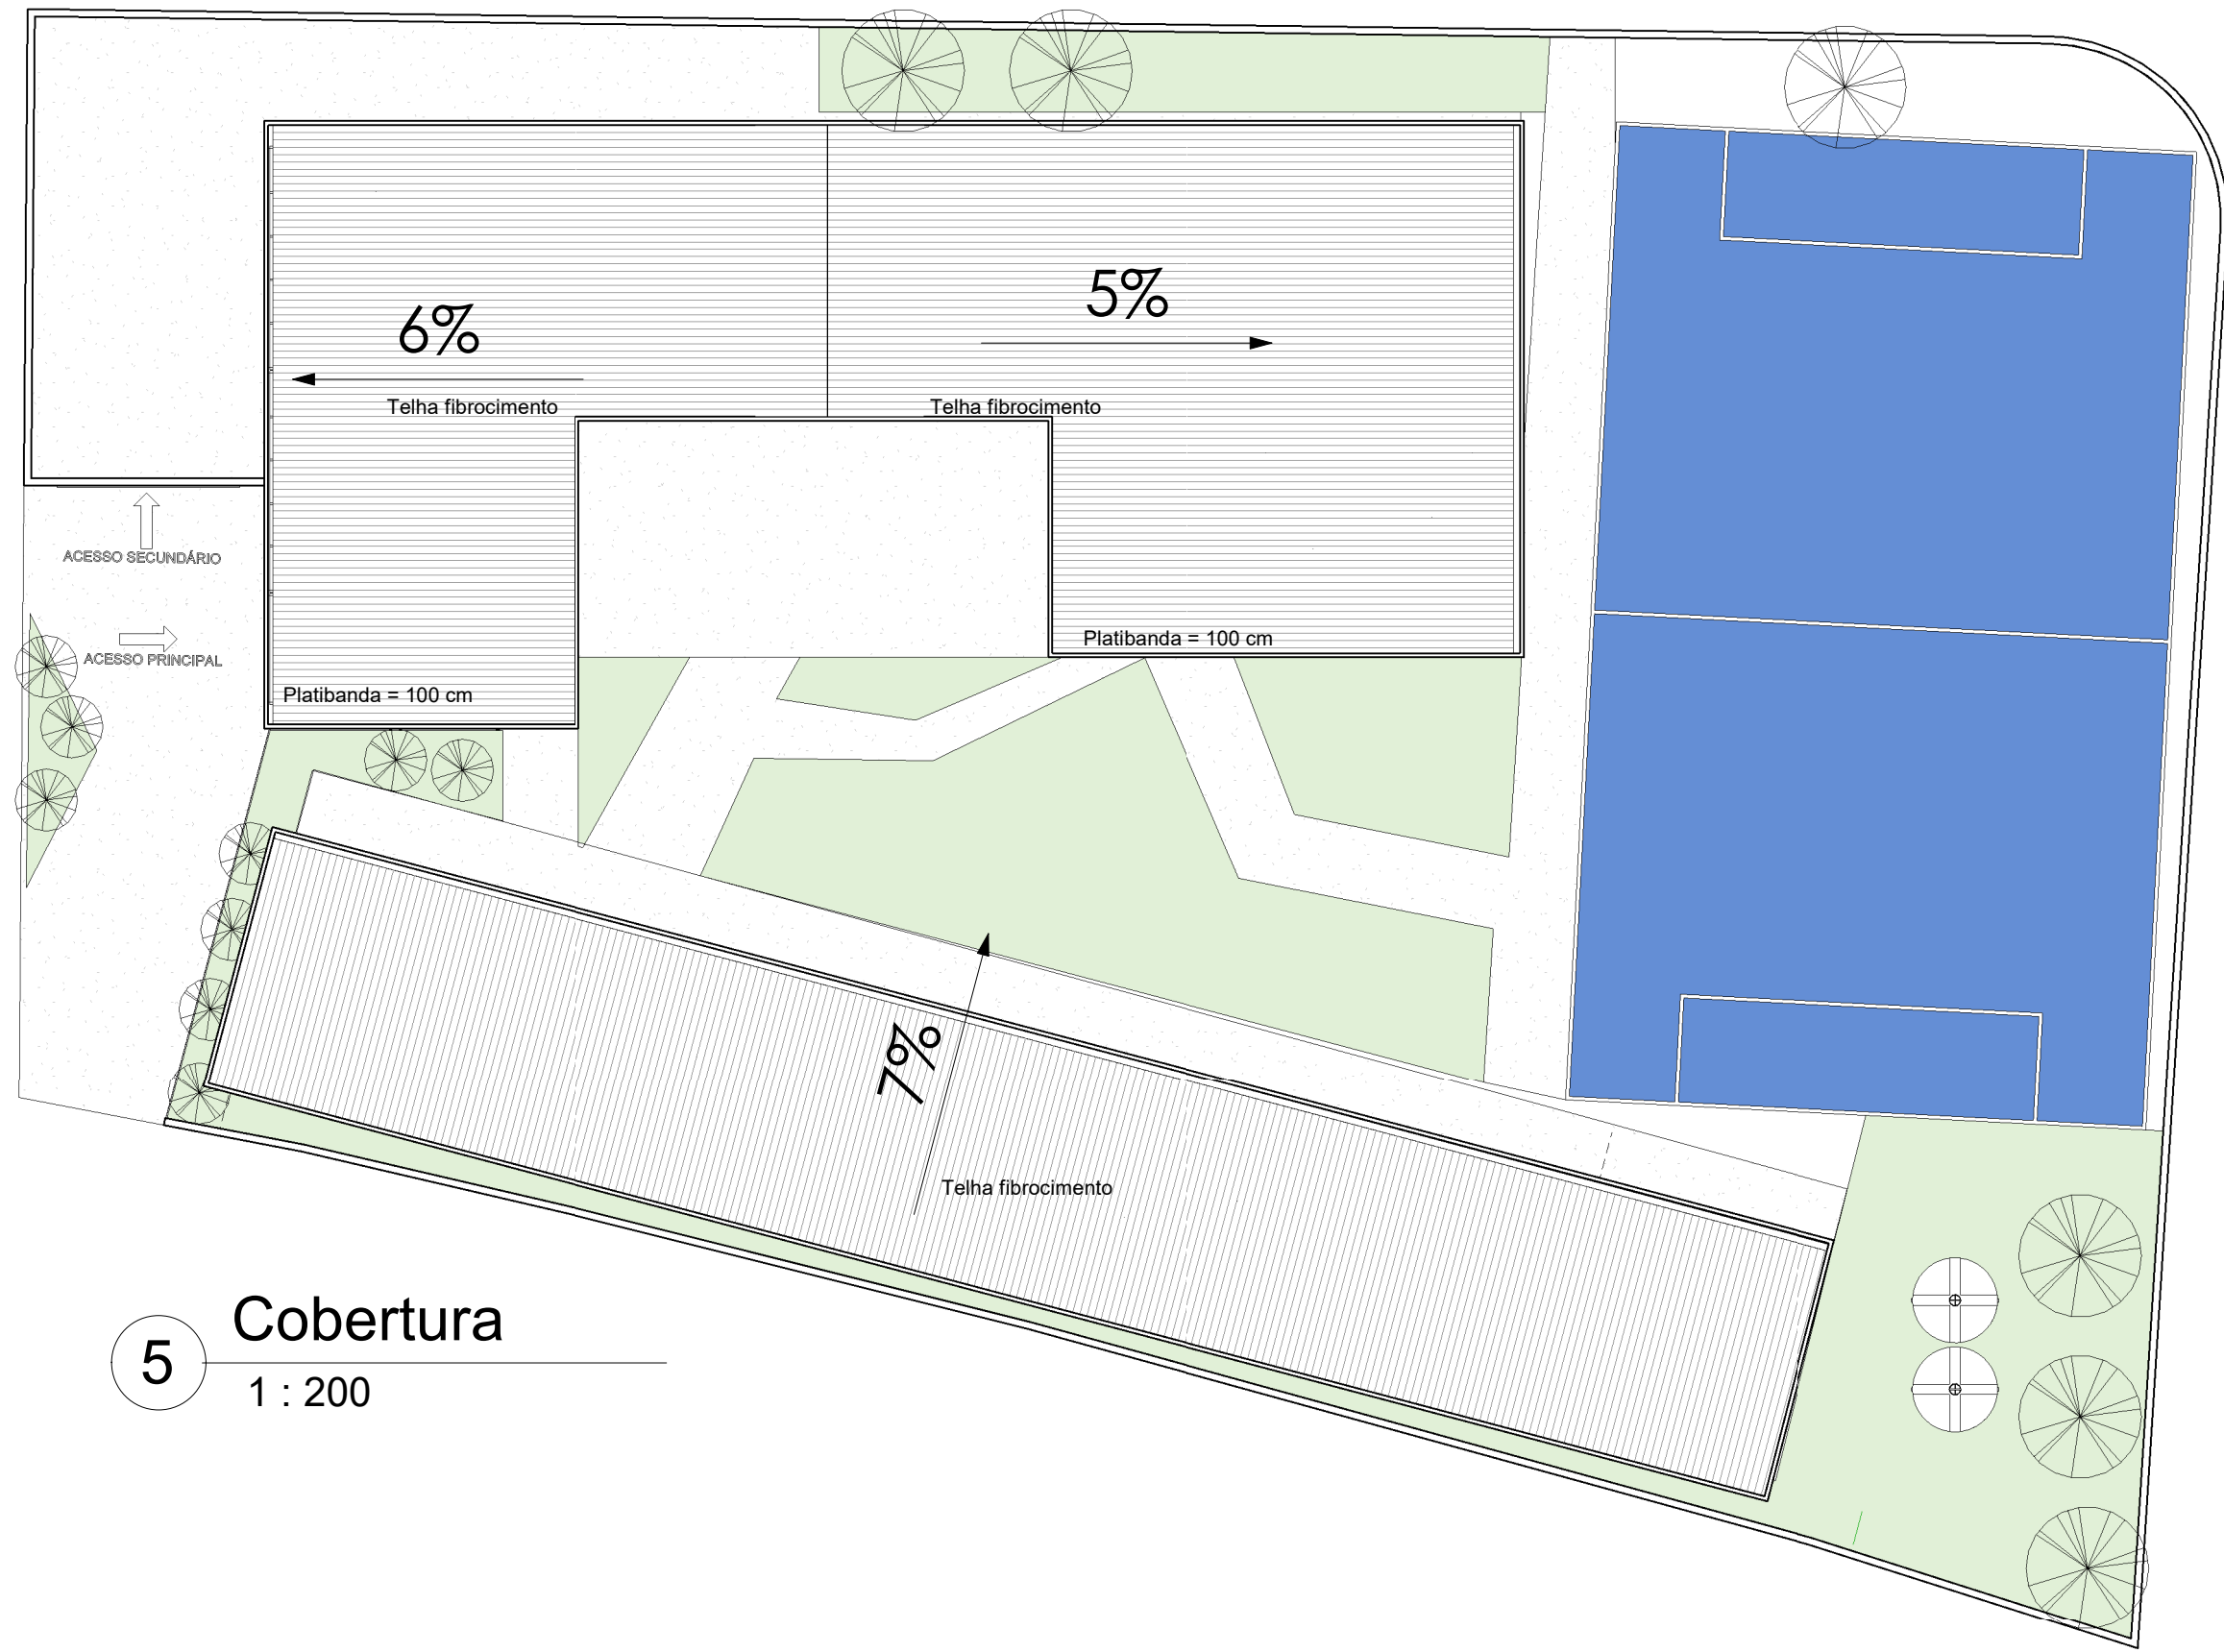 5%
6%
Telha fibrocimento
Telha fibrocimento
ACESSO SECUNDÁRIO
Platibanda = 100 cm
ACESSO PRINCIPAL
Platibanda = 100 cm
7%
Telha fibrocimento
5
Cobertura
1 : 200